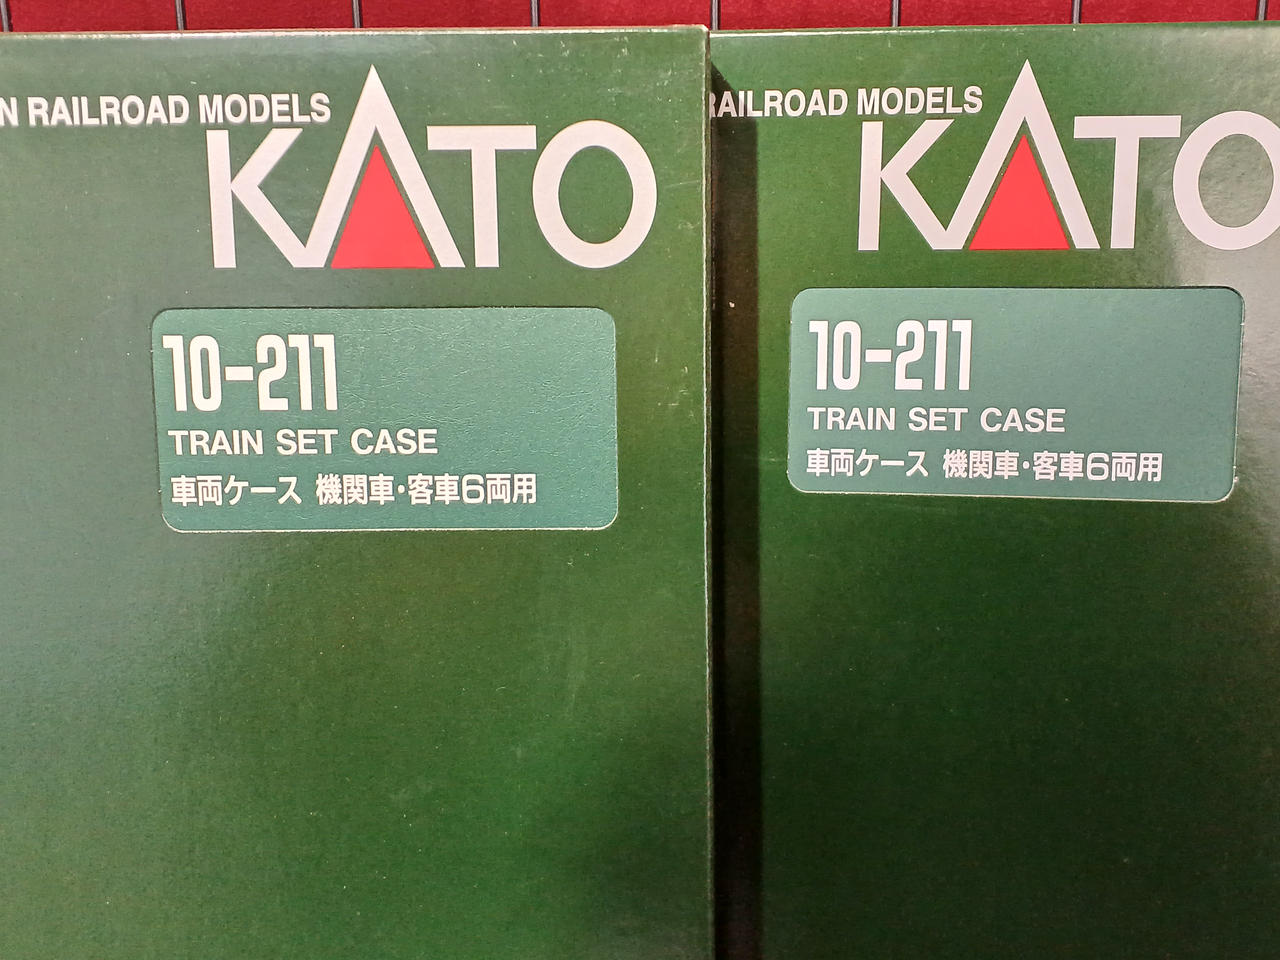 N RAILROAD MODELS
KATO
10-211
TRAIN SET CASE
車両ケース 機関車・客車6両用
RAILROAD MODELS
KATO
10-211
TRAIN SET CASE
車両ケース 機関車・客車6両用